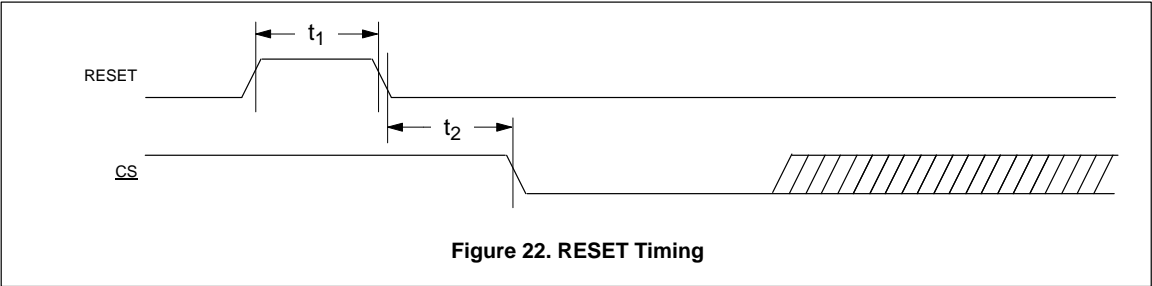 t1
RESET
t2
CS
Figure 22. RESET Timing